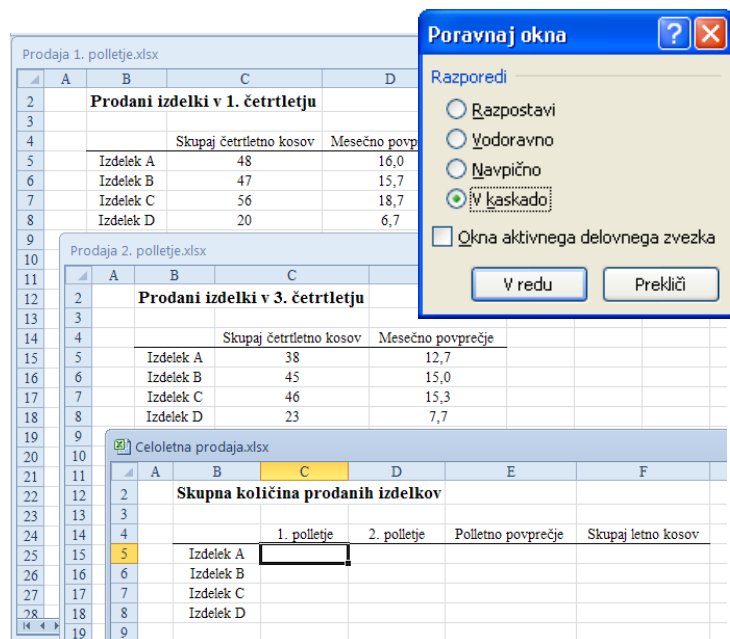 Prodaja 1. polletje.xlsx
A B C D
2 Prodani izdelki v 1. četrtletju
3
4 Skupaj četrtletno kosov Mesečno povp
5 Izdelek A 48 16,0
6 Izdelek B 47 15,7
7 Izdelek C 56 18,7
8 Izdelek D 20 6,7
9
10
11
12
13
14
15
16
17
18
19
20
21
22
23
24
25
26
27
28
Poravnaj okna
Razporedi
Razpostavi
Vodoravno
Navpično
V kaskado
Okna aktivnega delovnega zvezka
V redu Prekliči
Prodaja 2. polletje.xlsx
A B C
2 Prodani izdelki v 3. četrtletju
3
4 Skupaj četrtletno kosov Mesečno povprečje
5 Izdelek A 38 12,7
6 Izdelek B 45 15,0
7 Izdelek C 46 15,3
8 Izdelek D 23 7,7
9
10
11
12
13
14
15
16
17
18
19
Celoletna prodaja.xlsx
A B C D E F
2 Skupna količina prodanih izdelkov
3
4 1. polletje 2. polletje Polletno povprečje Skupaj letno kosov
5 Izdelek A
6 Izdelek B
7 Izdelek C
8 Izdelek D
9